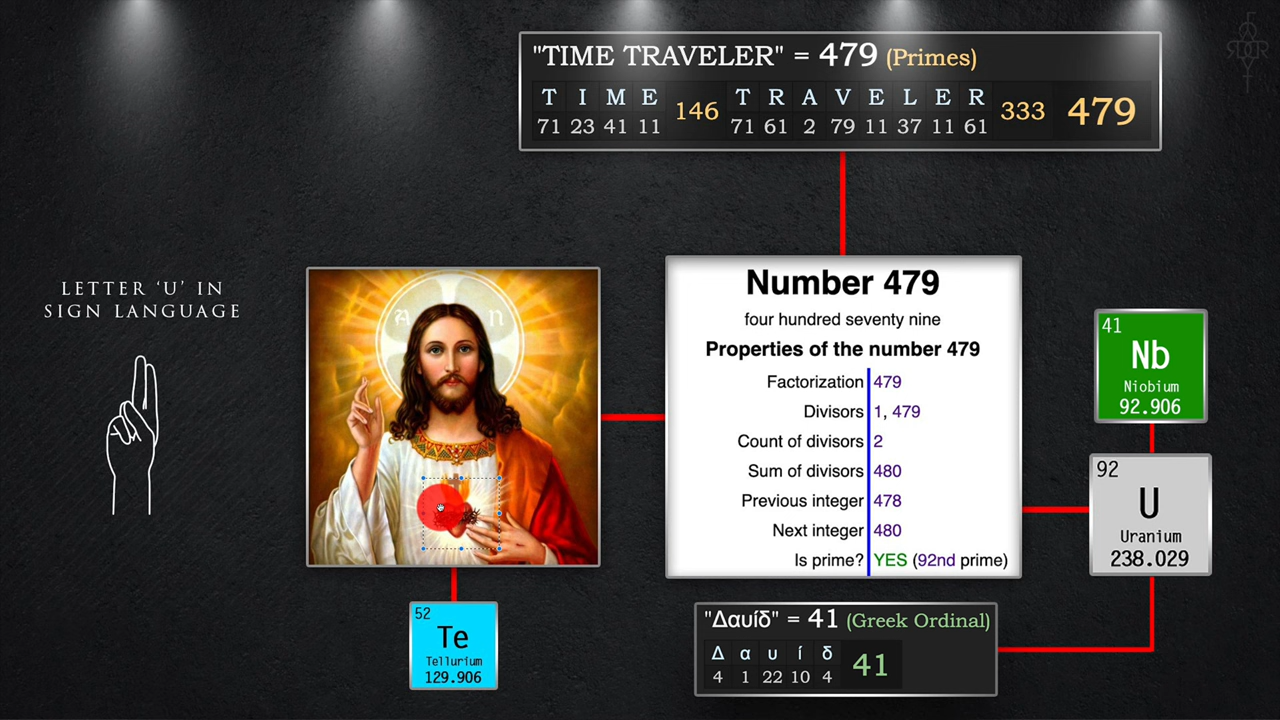 "TIME TRAVELER" = 479 (Primes)
T I M E 146 T R A V E L E R 333 479
71 23 41 11 71 61 2 79 11 37 11 61
LETTER ‘U’ IN
SIGN LANGUAGE
Number 479
four hundred seventy nine
Properties of the number 479
Factorization 479
Divisors 1, 479
Count of divisors 2
Sum of divisors 480
Previous integer 478
Next integer 480
Is prime? YES (92nd prime)
41
Nb
Niobium
92.906
92
U
Uranium
238.029
52
Te
Tellurium
129.906
"Δαυίδ" = 41 (Greek Ordinal)
Δ α υ ί δ 41
4 1 22 10 4